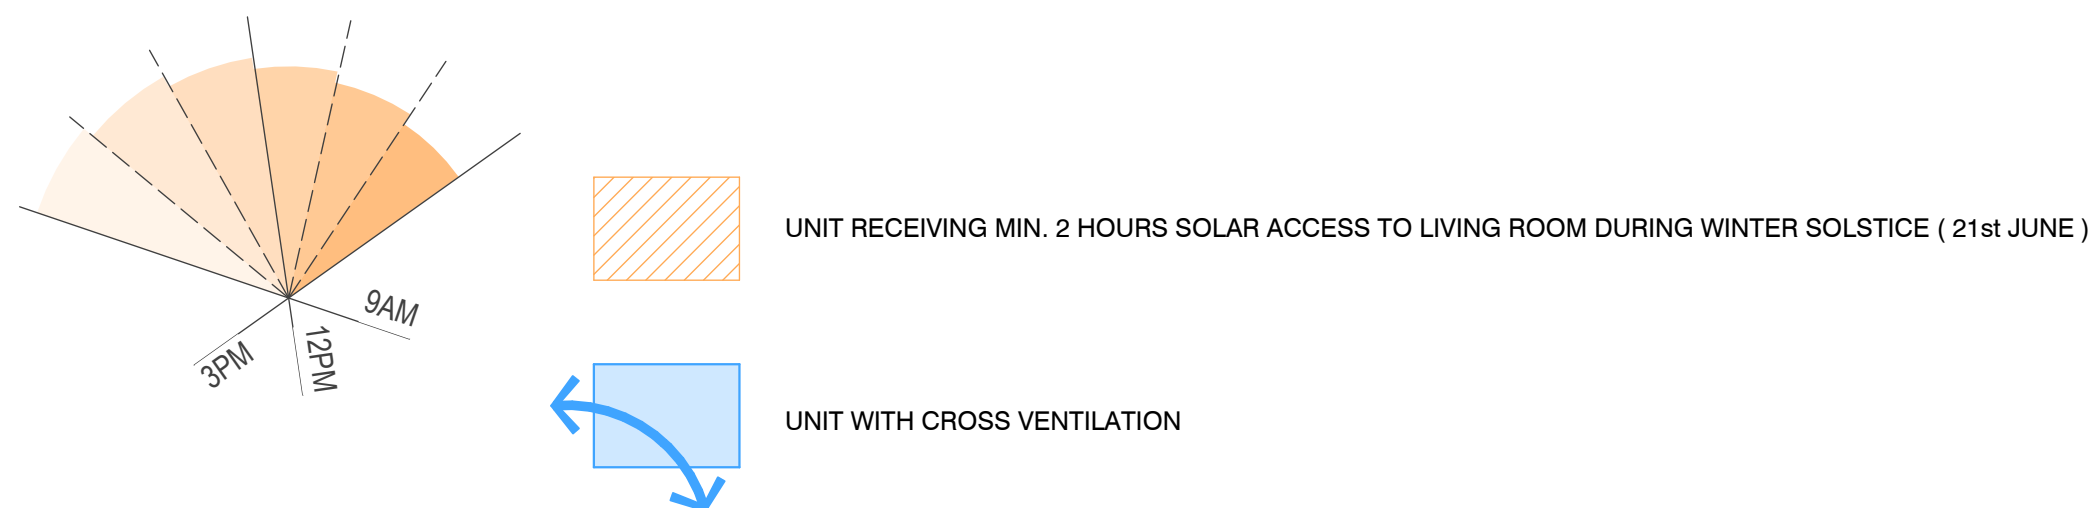 9AM
12PM
3PM
UNIT RECEIVING MIN. 2 HOURS SOLAR ACCESS TO LIVING ROOM DURING WINTER SOLSTICE ( 21st JUNE )
UNIT WITH CROSS VENTILATION